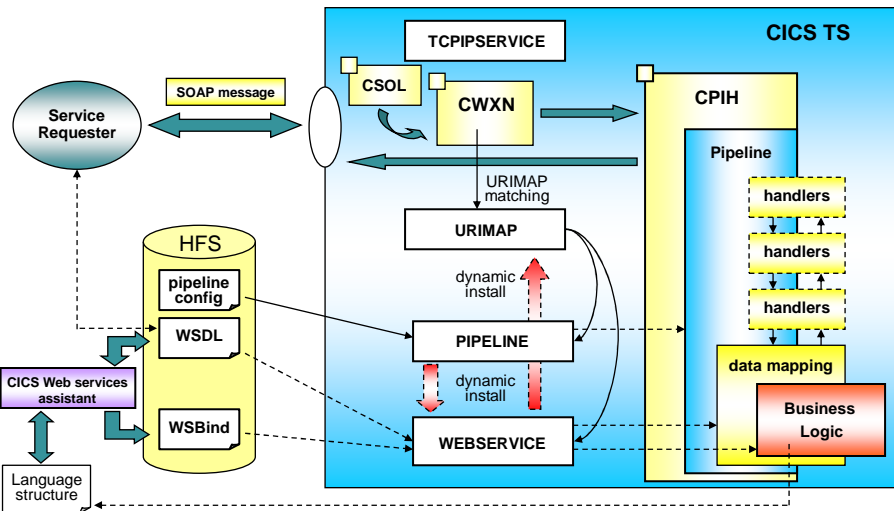 CICS TS
TCPIPSERVICE
SOAP message
CSOL
CWXN
CPIH
Service
Requester
Pipeline
URIMAP
matching
handlers
HFS
URIMAP
handlers
pipeline
config
dynamic
install
handlers
WSDL
PIPELINE
data mapping
CICS Web services
assistant
dynamic
install
Business
Logic
WSBind
WEBSERVICE
Language
structure